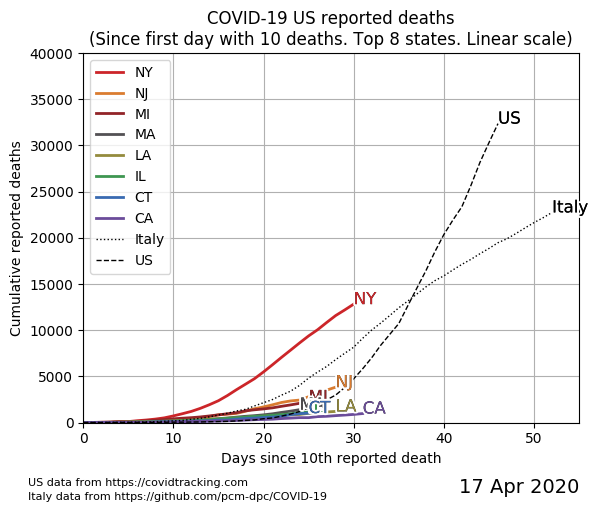 COVID-19 US reported deaths
(Since first day with 10 deaths. Top 8 states. Linear scale)
40000
35000
30000
25000
20000
15000
10000
5000
0
Cumulative reported deaths
NY
NJ
MI
MA
LA
IL
CT
CA
Italy
US
US
Italy
NY
NJ
MI
CT
LA
CA
0 10 20 30 40 50
Days since 10th reported death
US data from https://covidtracking.com
Italy data from https://github.com/pcm-dpc/COVID-19
17 Apr 2020